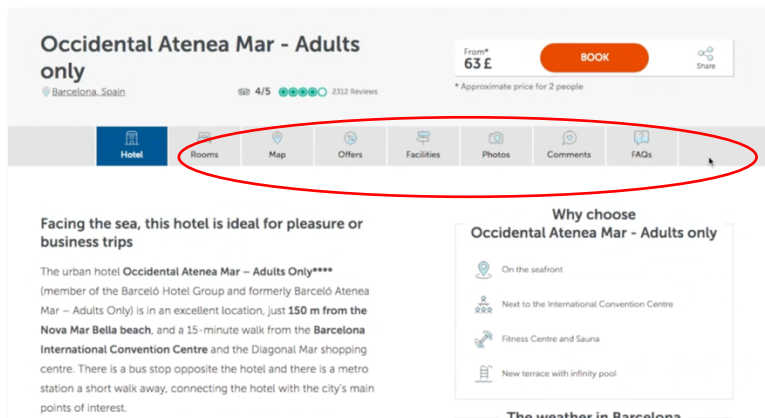 Occidental Atenea Mar - Adults
only
Barcelona, Spain
4/5
2312 Reviews
From*
63 £
BOOK
Share
* Approximate price for 2 people
Hotel
Rooms
Map
Offers
Facilities
Photos
Comments
FAQs
Facing the sea, this hotel is ideal for pleasure or
business trips
The urban hotel Occidental Atenea Mar – Adults Only****
(member of the Barceló Hotel Group and formerly Barceló Atenea
Mar – Adults Only) is in an excellent location, just 150 m from the
Nova Mar Bella beach, and a 15-minute walk from the Barcelona
International Convention Centre and the Diagonal Mar shopping
centre. There is a bus stop opposite the hotel and there is a metro
station a short walk away, connecting the hotel with the city's main
points of interest.
Why choose
Occidental Atenea Mar - Adults only
On the seafront
Next to the International Convention Centre
Fitness Centre and Sauna
New terrace with infinity pool
The weather in Barcelona